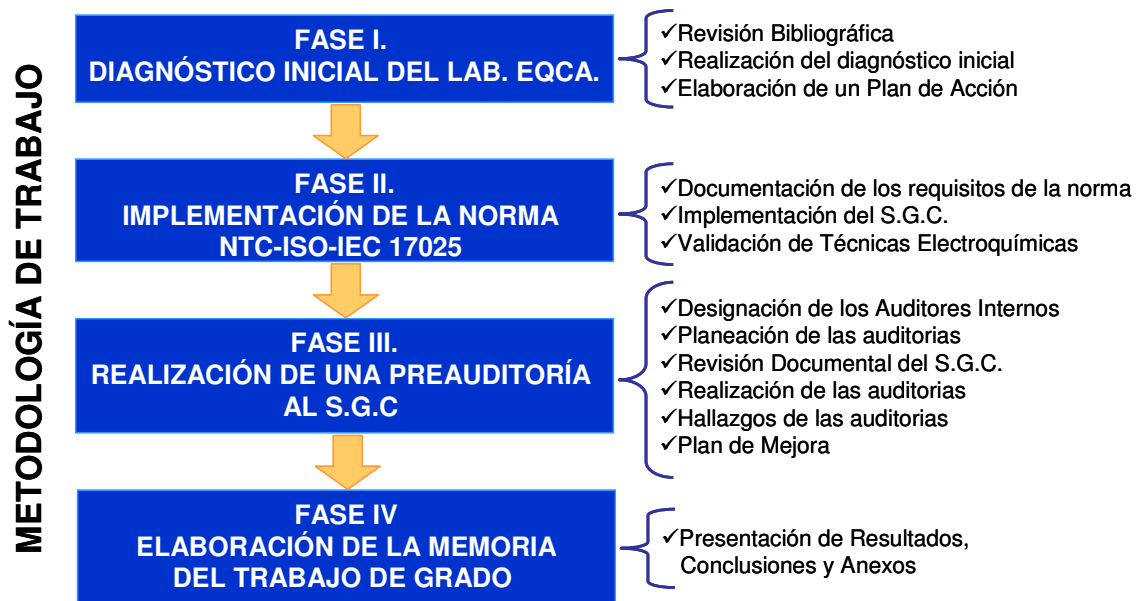 METODOLOGÍA DE TRABAJO
FASE I.
DIAGNÓSTICO INICIAL DEL LAB. EQCA.
✓Revisión Bibliográfica
✓Realización del diagnóstico inicial
✓Elaboración de un Plan de Acción
FASE II.
IMPLEMENTACIÓN DE LA NORMA
NTC-ISO-IEC 17025
✓Documentación de los requisitos de la norma
✓Implementación del S.G.C.
✓Validación de Técnicas Electroquímicas
FASE III.
REALIZACIÓN DE UNA PREAUDITORÍA
AL S.G.C
✓Designación de los Auditores Internos
✓Planeación de las auditorias
✓Revisión Documental del S.G.C.
✓Realización de las auditorias
✓Hallazgos de las auditorias
✓Plan de Mejora
FASE IV
ELABORACIÓN DE LA MEMORIA
DEL TRABAJO DE GRADO
✓Presentación de Resultados,
Conclusiones y Anexos